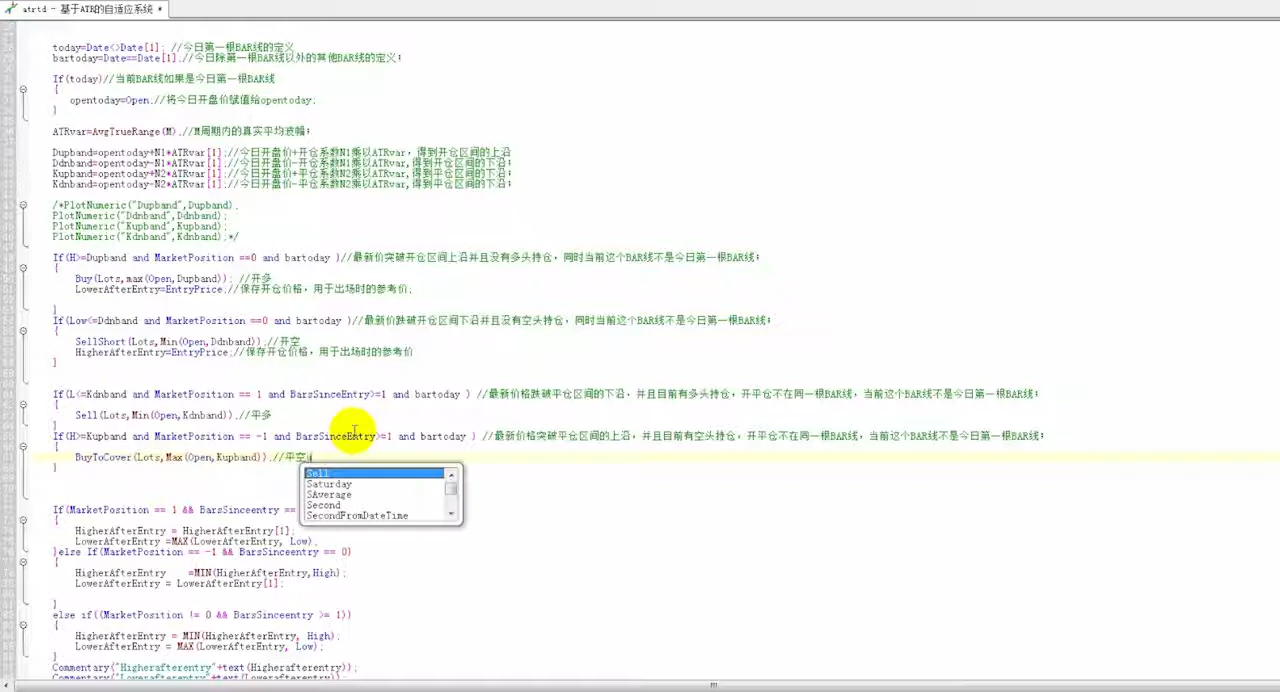 atrtd - 基于ATR的自适应系统 *
today=Date<>Date[1]; //今日第一根BAR线的定义
bartoday=Date==Date[1];//今日除第一根BAR线以外的其他BAR线的定义;
If(today)//当前BAR线如果是今日第一根BAR线
{
opentoday=Open;//将今日开盘价赋值给opentoday;
}
ATRvar=AvgTrueRange(M);//M周期内的真实平均波幅;
Dupband=opentoday+N1*ATRvar[1];//今日开盘价+开仓系数N1乘以ATRvar，得到开仓区间的上沿
Ddnband=opentoday-N1*ATRvar[1];//今日开盘价-开仓系数N1乘以ATRvar,得到开仓区间的下沿;
Kupband=opentoday+N2*ATRvar[1];//今日开盘价+平仓系数N2乘以ATRvar,得到平仓区间的下沿;
Kdnband=opentoday-N2*ATRvar[1];//今日开盘价-平仓系数N2乘以ATRvar,得到平仓区间的下沿;
/*PlotNumeric("Dupband",Dupband);
PlotNumeric("Ddnband",Ddnband);
PlotNumeric("Kupband",Kupband);
PlotNumeric("Kdnband",Kdnband);*/
If(H>=Dupband and MarketPosition ==0 and bartoday )//最新价突破开仓区间上沿并且没有多头持仓，同时当前这个BAR线不是今日第一根BAR线;
{
Buy(Lots,max(Open,Dupband)); //开多
LowerAfterEntry=EntryPrice;//保存开仓价格，用于出场时的参考价;
}
If(Low<=Ddnband and MarketPosition ==0 and bartoday )//最新价跌破开仓区间下沿并且没有空头持仓，同时当前这个BAR线不是今日第一根BAR线;
{
SellShort(Lots,Min(Open,Ddnband));//开空
HigherAfterEntry=EntryPrice;//保存开仓价格，用于出场时的参考价
}
If(L<=Kdnband and MarketPosition == 1 and BarsSinceEntry>=1 and bartoday ) //最新价格跌破平仓区间的下沿，并且目前有多头持仓，开平仓不在同一根BAR线，当前这个BAR线不是今日第一根BAR线;
{
Sell(Lots,Min(Open,Kdnband));//平多
}
If(H>=Kupband and MarketPosition == -1 and BarsSinceEntry>=1 and bartoday ) //最新价格突破平仓区间的上沿，并且目前有空头持仓，开平仓不在同一根BAR线，当前这个BAR线不是今日第一根BAR线;
{
BuyToCover(Lots,Max(Open,Kupband));//平空
}
Sell
Saturday
SAverage
Second
SecondFromDateTime
If(MarketPosition == 1 && BarsSinceentry ==
{
HigherAfterEntry = HigherAfterEntry[1];
LowerAfterEntry =MAX(LowerAfterEntry, Low);
}else If(MarketPosition == -1 && BarsSinceentry == 0)
{
HigherAfterEntry =MIN(HigherAfterEntry,High);
LowerAfterEntry = LowerAfterEntry[1];
}
else if((MarketPosition != 0 && BarsSinceentry >= 1))
{
HigherAfterEntry = MIN(HigherAfterEntry, High);
LowerAfterEntry = MAX(LowerAfterEntry, Low);
}
Commentary("Higherafterentry"+text(Higherafterentry));
Commentary("Lowerafterentry"+text(Lowerafterentry));